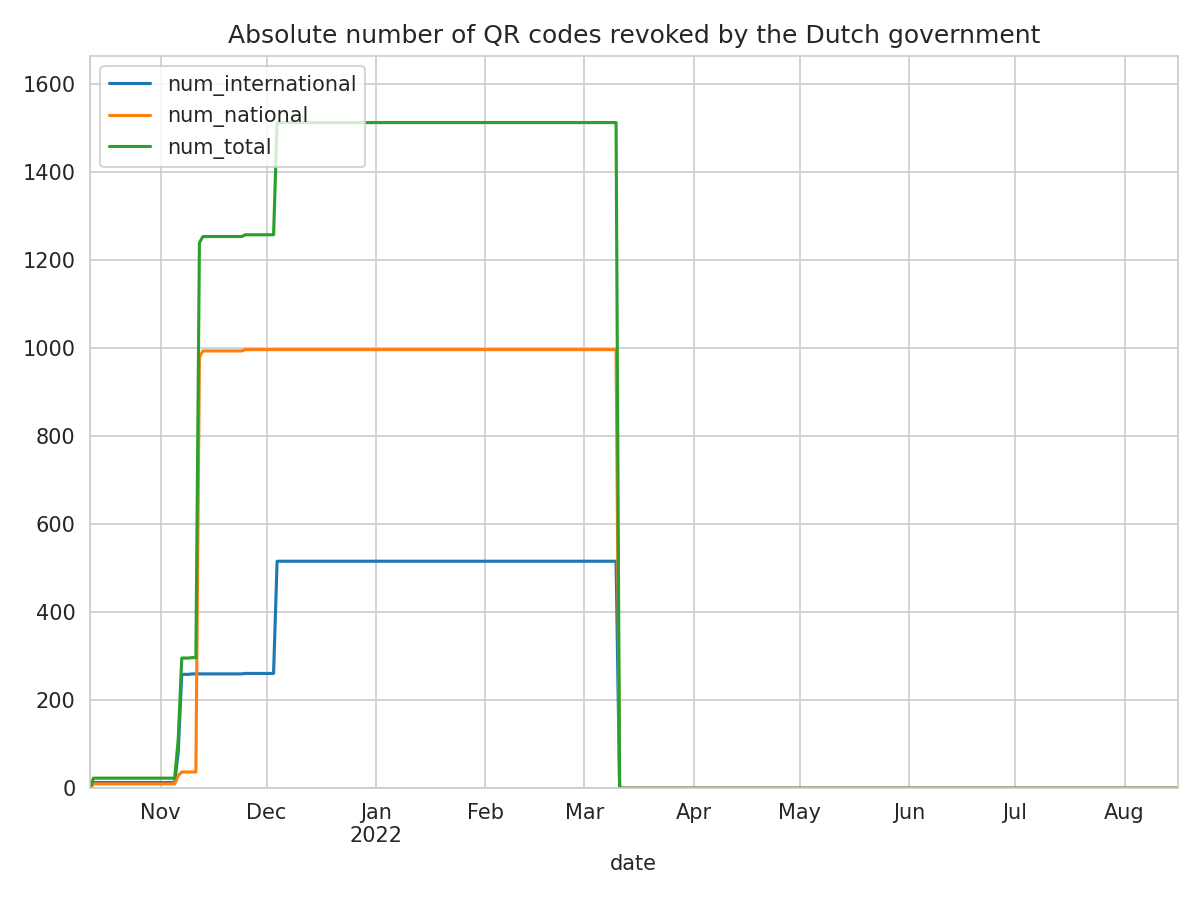 Absolute number of QR codes revoked by the Dutch government
num_international
num_national
num_total
1600
1400
1200
1000
800
600
400
200
0
Nov Dec Jan Feb Mar Apr May Jun Jul Aug
2022
date